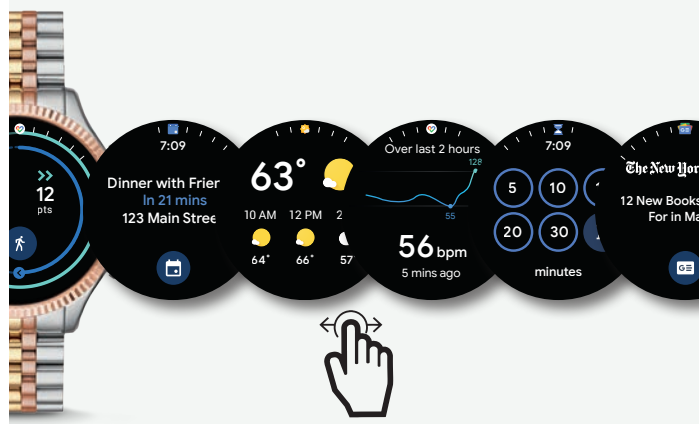 12
pts
7:09
Dinner with Frier
In 21 mins
123 Main Stree
63°
10 AM 12 PM 2
64° 66° 57°
Over last 2 hours
128
55
56 bpm
5 mins ago
7:09
5 10
20 30
minutes
The New Yor
12 New Books
For in Ma
GE